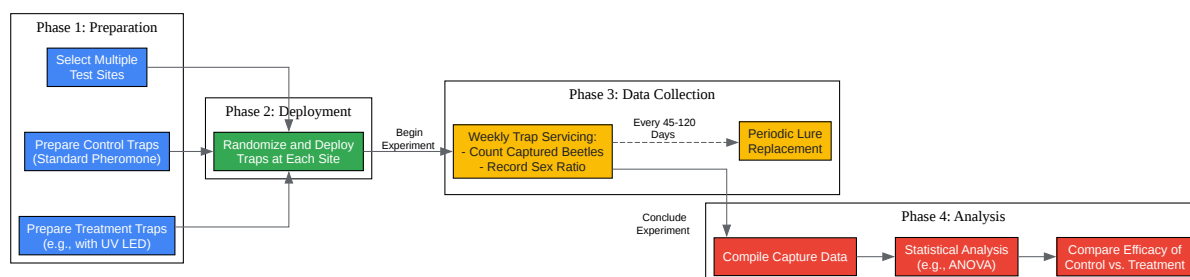 Phase 1: Preparation
Select Multiple
Test Sites
Prepare Control Traps
(Standard Pheromone)
Prepare Treatment Traps
(e.g., with UV LED)
Phase 2: Deployment
Randomize and Deploy
Traps at Each Site
Begin
Experiment
Phase 3: Data Collection
Weekly Trap Servicing:
- Count Captured Beetles
- Record Sex Ratio
Every 45-120
Days
Periodic Lure
Replacement
Conclude
Experiment
Phase 4: Analysis
Compile Capture Data
Statistical Analysis
(e.g., ANOVA)
Compare Efficacy of
Control vs. Treatment